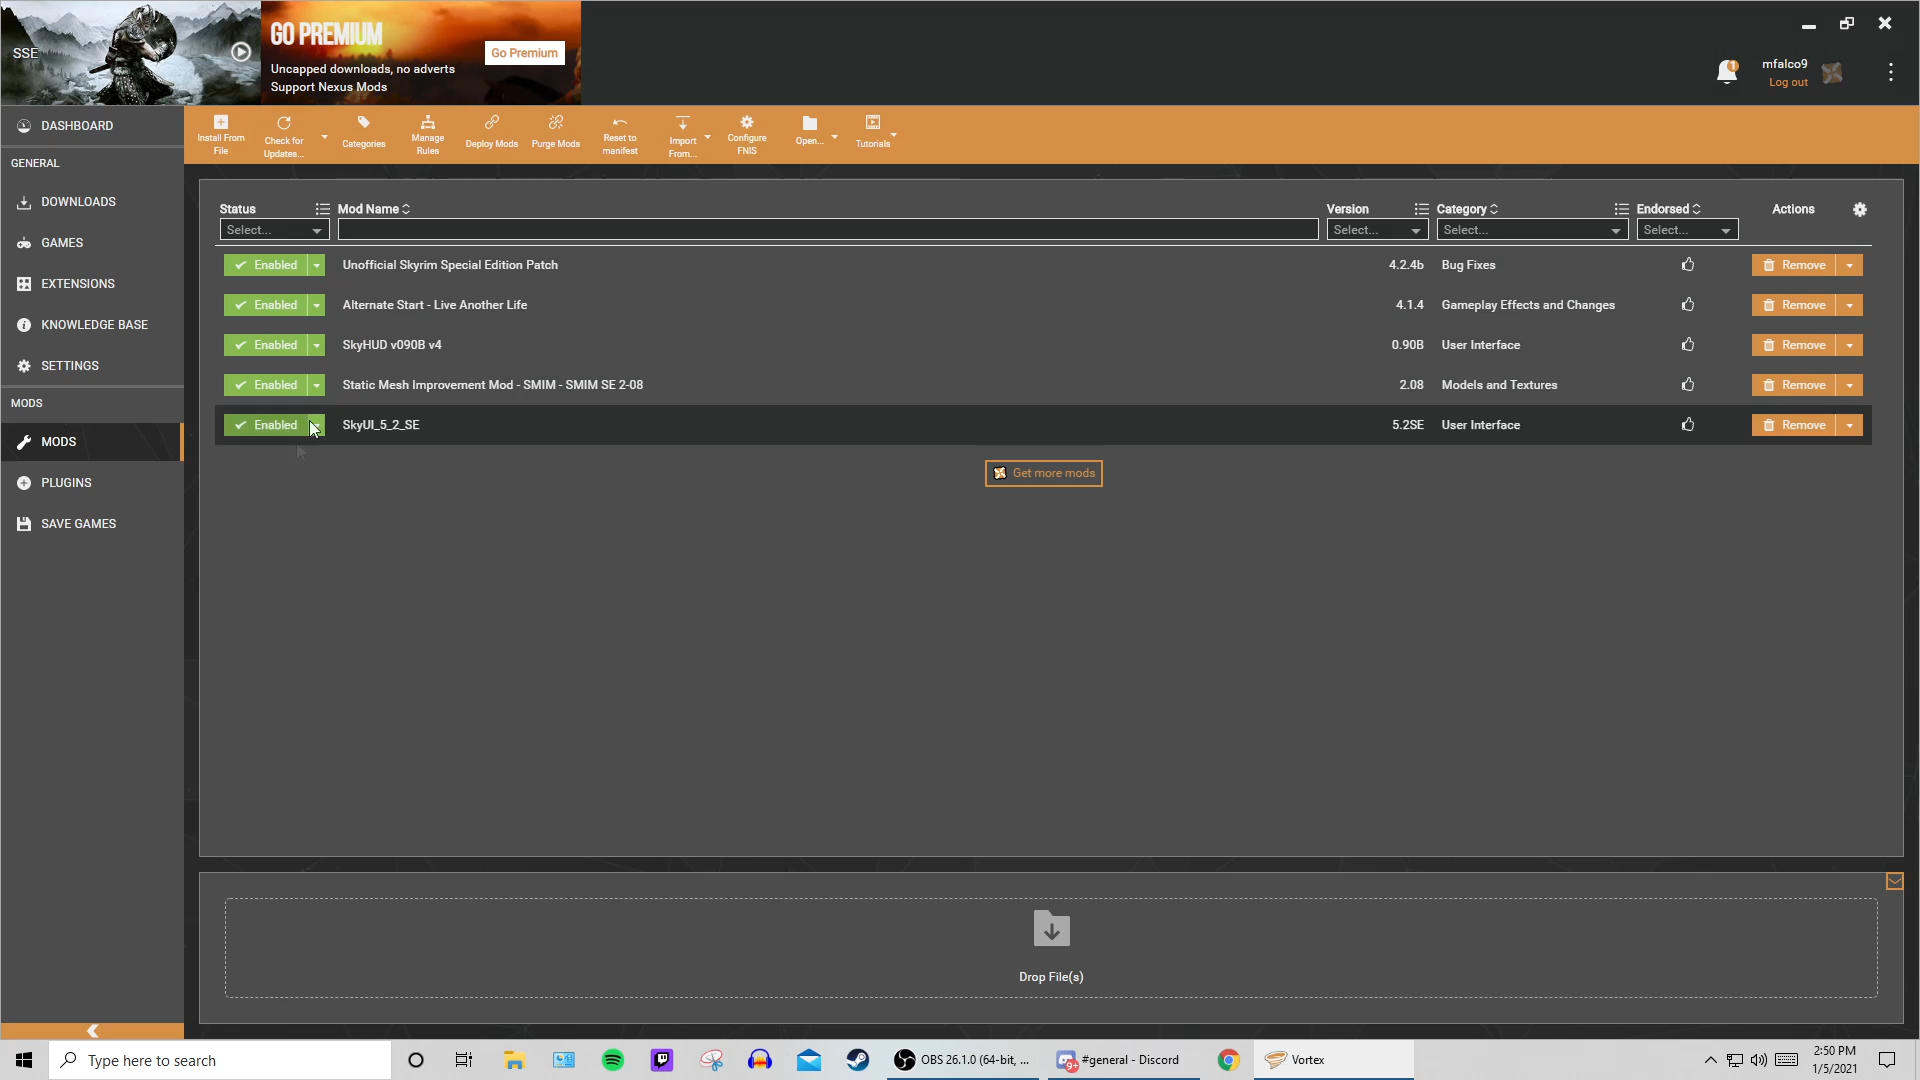 SSE
GO PREMIUM
Uncapped downloads, no adverts
Support Nexus Mods
Go Premium
1
mfalco9
Log out
DASHBOARD
GENERAL
DOWNLOADS
GAMES
EXTENSIONS
KNOWLEDGE BASE
SETTINGS
MODS
MODS
PLUGINS
SAVE GAMES
Install From
File
Check for
Updates...
Categories
Manage
Rules
Deploy Mods
Purge Mods
Reset to
manifest
Import
From...
Configure
FNIS
Open...
Tutorials
Status Mod Name Version Category Endorsed Actions
Select... Select... Select... Select...
Enabled Unofficial Skyrim Special Edition Patch 4.2.4b Bug Fixes Remove
Enabled Alternate Start - Live Another Life 4.1.4 Gameplay Effects and Changes Remove
Enabled SkyHUD v090B v4 0.90B User Interface Remove
Enabled Static Mesh Improvement Mod - SMIM - SMIM SE 2-08 2.08 Models and Textures Remove
Enabled SkyUI_5_2_SE 5.2SE User Interface Remove
Get more mods
Drop File(s)
Type here to search
OBS 26.1.0 (64-bit, ...
9+
#general - Discord
Vortex
2:50 PM
1/5/2021